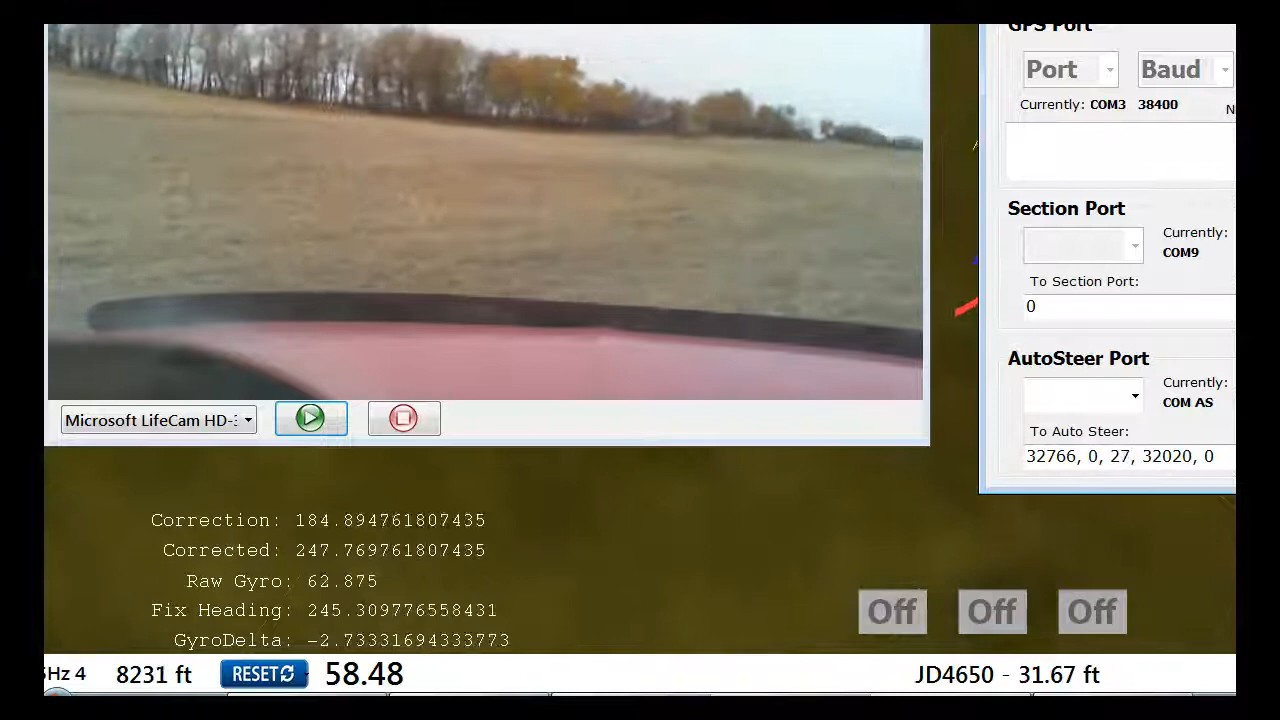 GPS Port
Port
Baud
Currently: COM3 38400
N
Section Port
Currently:
COM9
To Section Port:
0
AutoSteer Port
Currently:
COM AS
To Auto Steer:
32766, 0, 27, 32020, 0
Microsoft LifeCam HD-
Correction: 184.894761807435
Corrected: 247.769761807435
Raw Gyro: 62.875
Fix Heading: 245.309776558431
GyroDelta: -2.73331694333773
Off
Off
Off
Hz 4
8231 ft
RESET
58.48
JD4650 - 31.67 ft